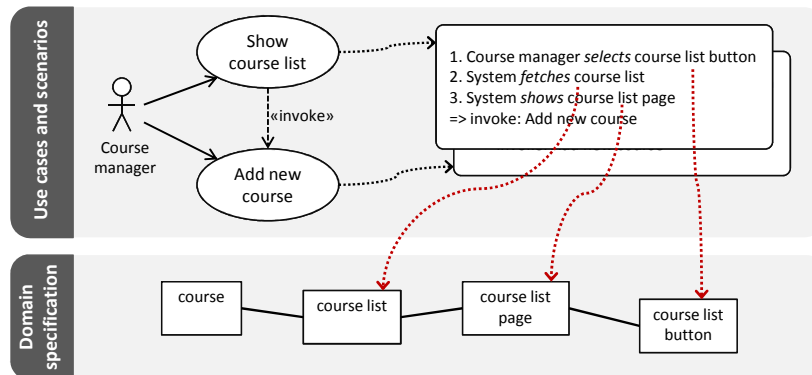 Use cases and scenarios
Show
course list
«invoke»
Course
manager
Add new
course
1. Course manager selects course list button
2. System fetches course list
3. System shows course list page
=> invoke: Add new course
Domain
specification
course
course list
course list
page
course list
button